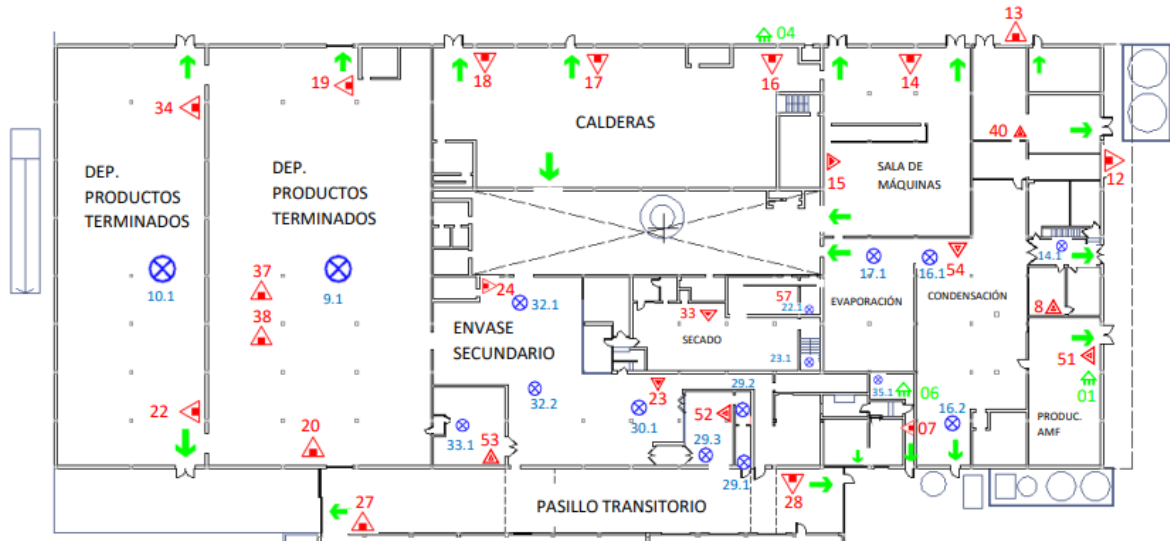 13
04
18
17
16
14
19
34
CALDERAS
40
DEP.
PRODUCTOS
TERMINADOS
DEP.
PRODUCTOS
TERMINADOS
15
SALA DE
MÁQUINAS
12
37
10.1
9.1
24
32.1
57
22.1
17.1
16.1
54
14.1
38
33
EVAPORACIÓN
CONDENSACIÓN
8
ENVASE
SECUNDARIO
SECADO
23.1
51
29.2
35.1
06
01
23
32.2
22
20
33.1
53
30.1
52
29.3
29.1
16.2
07
PRODUC.
AMF
27
PASILLO TRANSITORIO
28